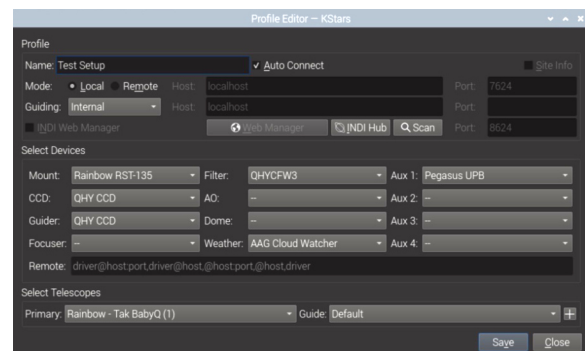 Profile Editor — KStars
Profile
Name: Test Setup Auto Connect Site Info
Mode: Local Remote Host: localhost Port: 7624
Guiding: Internal Host: localhost Port:
INDI Web Manager Web Manager INDI Hub Scan Port: 8624
Select Devices
Mount: Rainbow RST-135 Filter: QHYCFW3 Aux 1: Pegasus UPB
CCD: QHY CCD AO: -- Aux 2: --
Guider: QHY CCD Dome: -- Aux 3: --
Focuser: -- Weather: AAG Cloud Watcher Aux 4: --
Remote: driver@host:port,driver@host,@host:port,@host,driver
Select Telescopes
Primary: Rainbow - Tak BabyQ (1) Guide: Default
Save Close